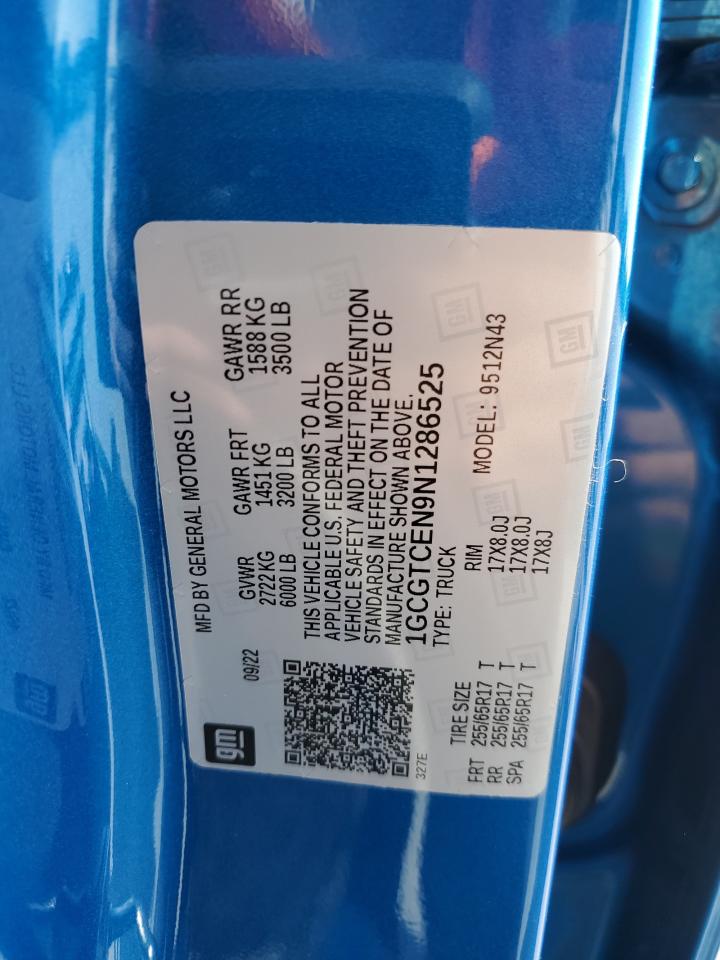 gm
09/22
MFD BY GENERAL MOTORS LLC
GVWR GAWR FRT GAWR RR
2722 KG 1451 KG 1588 KG
6000 LB 3200 LB 3500 LB
THIS VEHICLE CONFORMS TO ALL
APPLICABLE U.S. FEDERAL MOTOR
VEHICLE SAFETY AND THEFT PREVENTION
STANDARDS IN EFFECT ON THE DATE OF
MANUFACTURE SHOWN ABOVE.
327E
1GCGTCEN9N1286525
TYPE: TRUCK MODEL: 9512N43
TIRE SIZE RIM
FRT 255/65R17 T 17X8.0J
RR 255/65R17 T 17X8.0J
SPA 255/65R17 T 17X8J